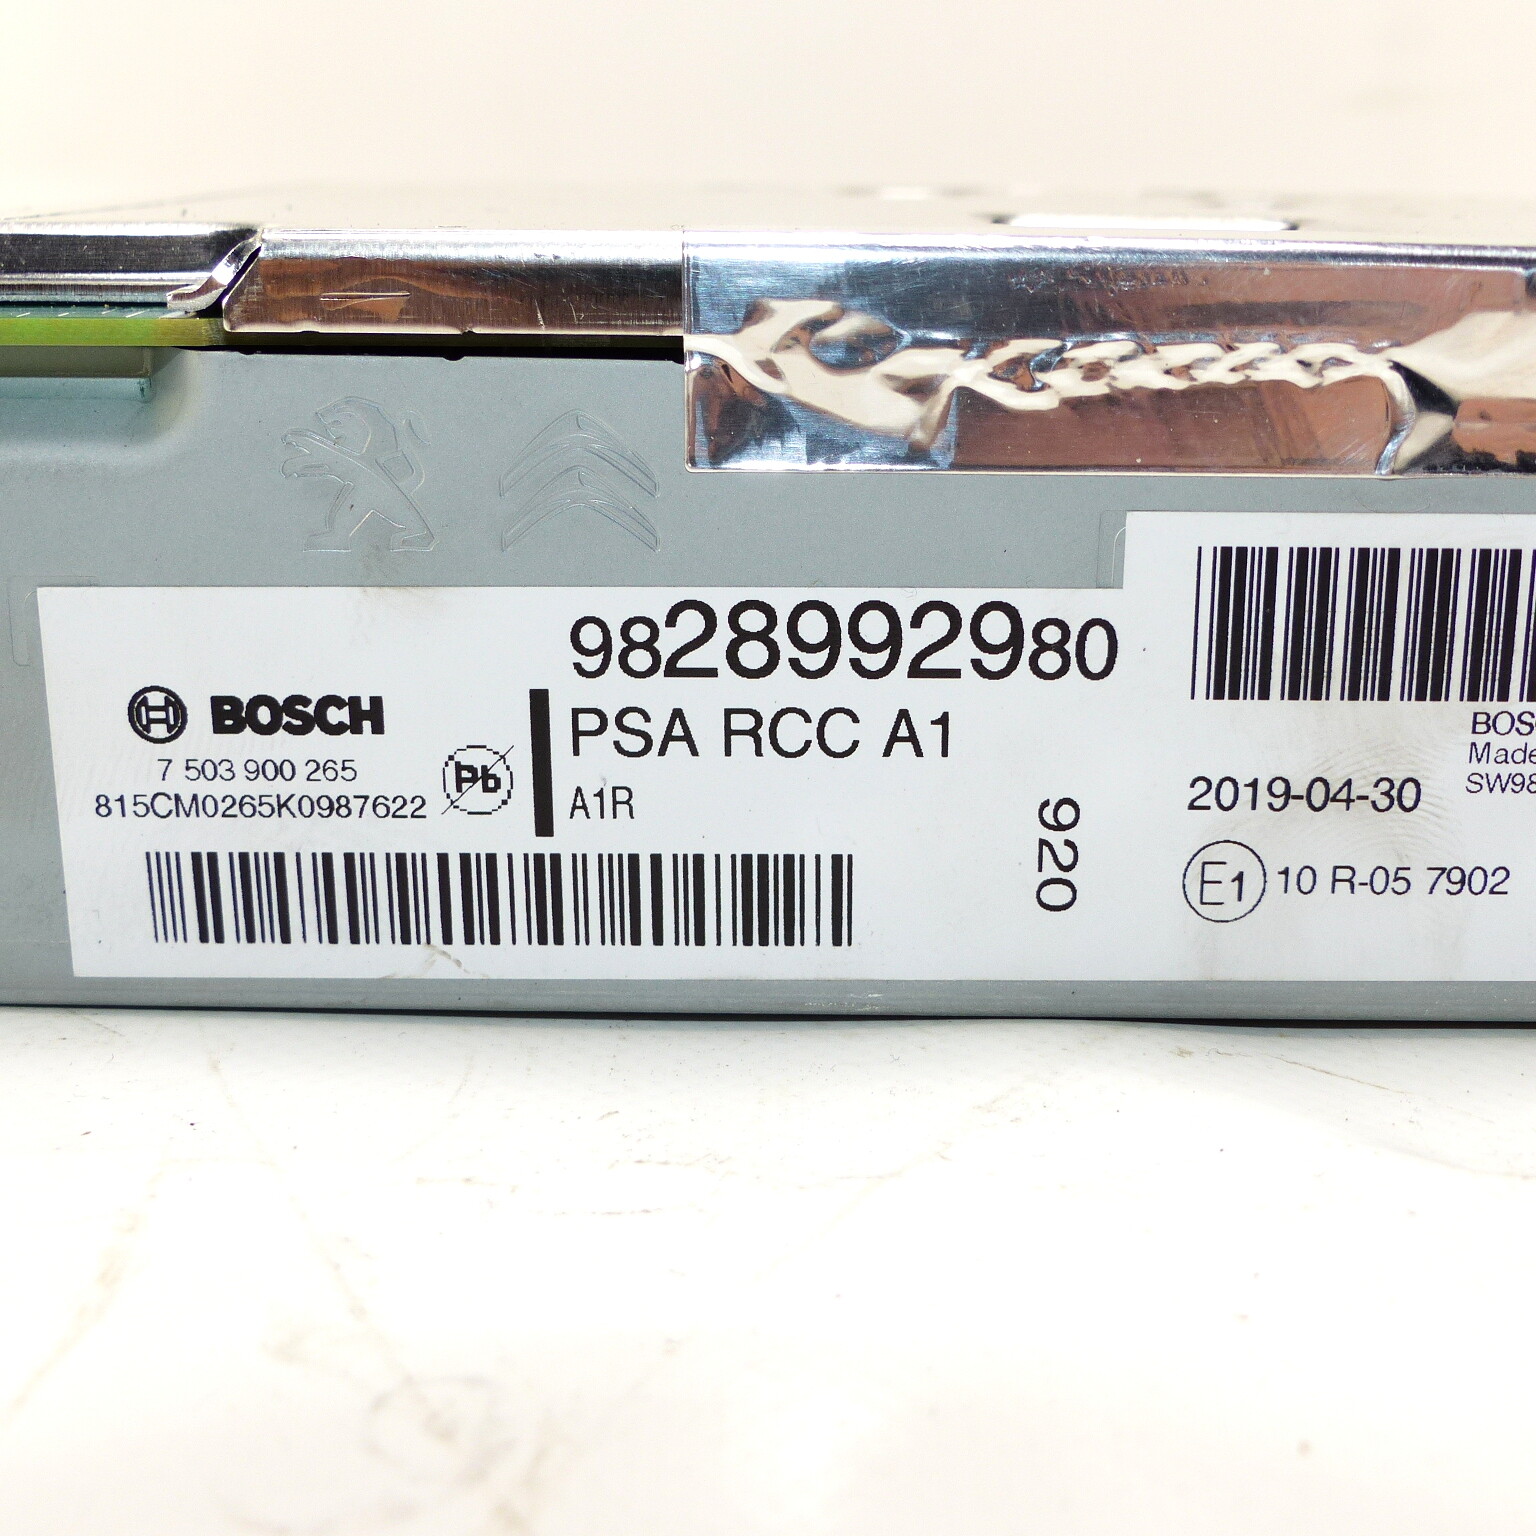 9828992980
BOSCH
PSA RCC A1
7 503 900 265
Pb
815CM0265K0987622
A1R
920
2019-04-30
Made
SW98
E1 10 R-05 7902